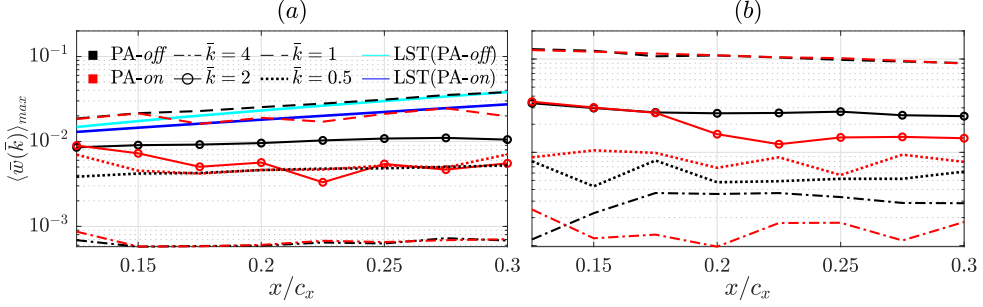 (a) (b)
10⁻¹
PA-off k̄ = 4 k̄ = 1 LST(PA-off)
PA-on k̄ = 2 k̄ = 0.5 LST(PA-on)
⟨w̄(k̄)⟩max
10⁻²
10⁻³
0.15 0.2 0.25 0.3 0.15 0.2 0.25 0.3
x/cₓ x/cₓ